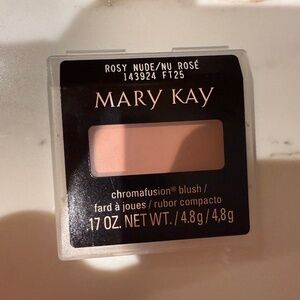 ROSY NUDE/NU ROSÉ
143924 FT25
MARY KAY
chromafusion® blush /
fard à joues / rubor compacto
.17 OZ. NET WT. / 4.8g / 4,8g